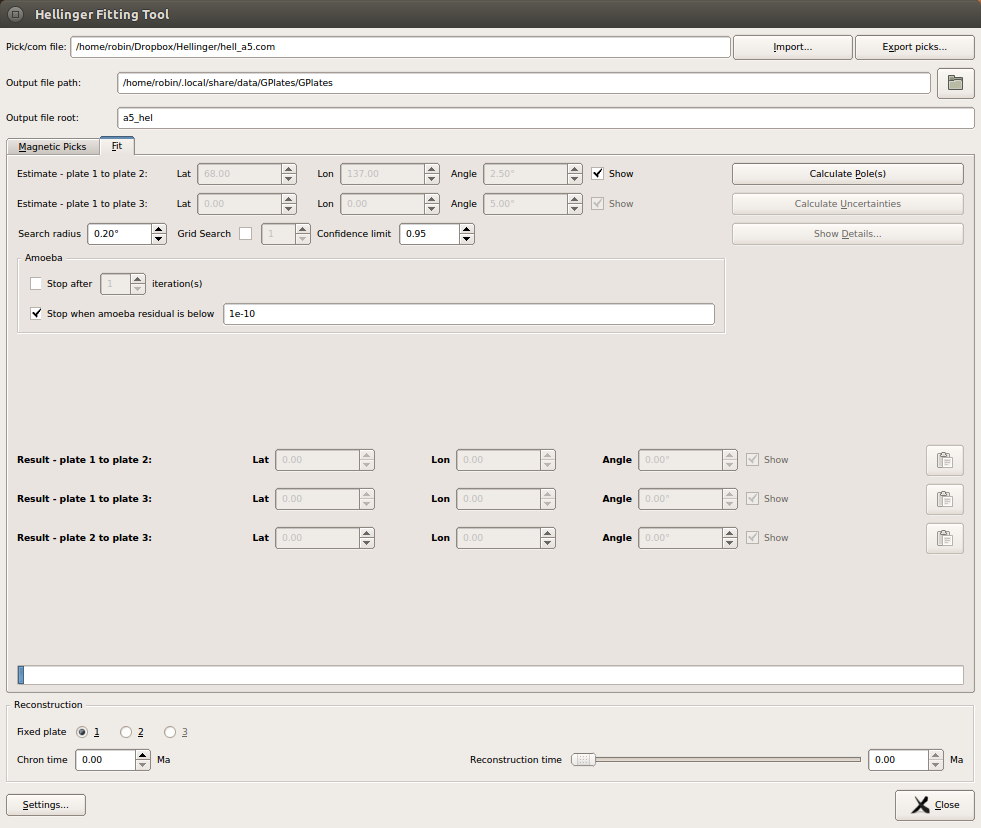 Hellinger Fitting Tool
Pick/com file: /home/robin/Dropbox/Hellinger/hell_a5.com Import... Export picks...
Output file path: /home/robin/.local/share/data/GPlates/GPlates
Output file root: a5_hel
Magnetic Picks Fit
Estimate - plate 1 to plate 2: Lat 68.00 Lon 137.00 Angle 2.50° Show Calculate Pole(s)
Estimate - plate 1 to plate 3: Lat 0.00 Lon 0.00 Angle 5.00° Show Calculate Uncertainties
Search radius 0.20° Grid Search 1 Confidence limit 0.95 Show Details...
Amoeba
Stop after 1 iteration(s)
Stop when amoeba residual is below 1e-10
Result - plate 1 to plate 2: Lat 0.00 Lon 0.00 Angle 0.00° Show
Result - plate 1 to plate 3: Lat 0.00 Lon 0.00 Angle 0.00° Show
Result - plate 2 to plate 3: Lat 0.00 Lon 0.00 Angle 0.00° Show
Reconstruction
Fixed plate 1 2 3
Chron time 0.00 Ma Reconstruction time 0.00 Ma
Settings... Close